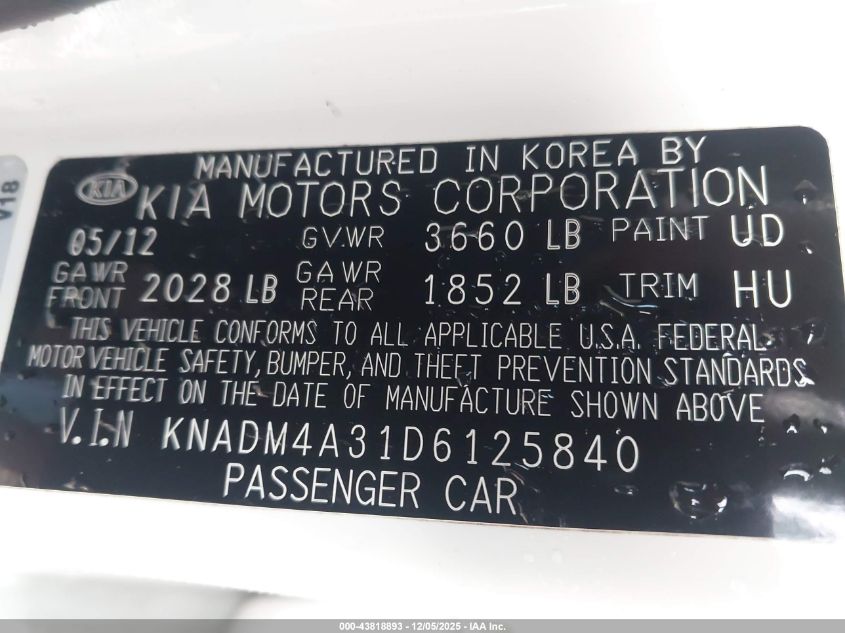 V18
MANUFACTURED IN KOREA BY
KIA KIA MOTORS CORPORATION
05/12 GV.WR 3660 LB PAINT UD
GAWR FRONT 2028 LB GAWR REAR 1852 LB TRIM HU
THIS VEHICLE CONFORMS TO ALL APPLICABLE U.S.A. FEDERAL
MOTOR VEHICLE SAFETY, BUMPER, AND THEFT PREVENTION STANDARDS
IN EFFECT ON THE DATE OF MANUFACTURE SHOWN ABOVE
V.I.N KNADM4A31D6125840
PASSENGER CAR
000-43818893 - 12/05/2025 - IAA Inc.